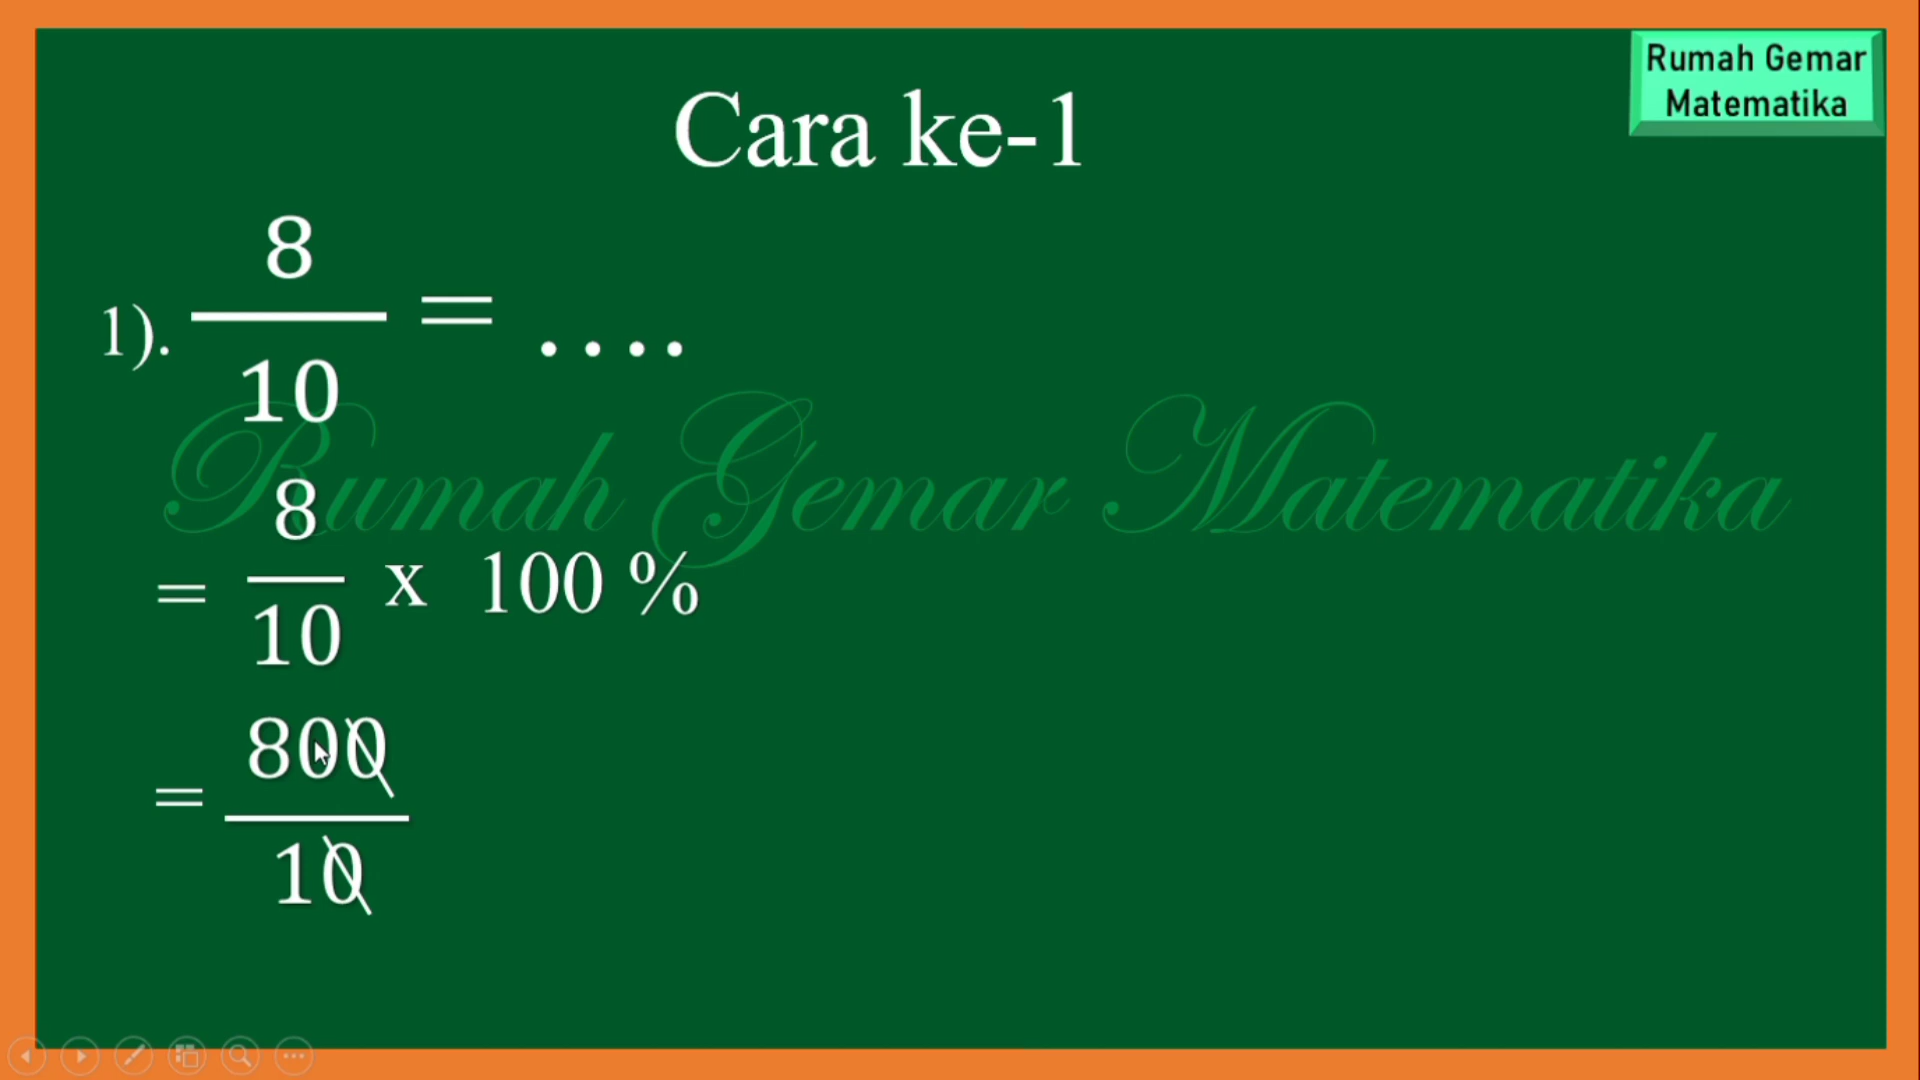 Rumah Gemar
Matematika
Cara ke-1
1). 8/10 = ....
Rumah Gemar Matematika
= 8/10 x 100 %
= 800/10